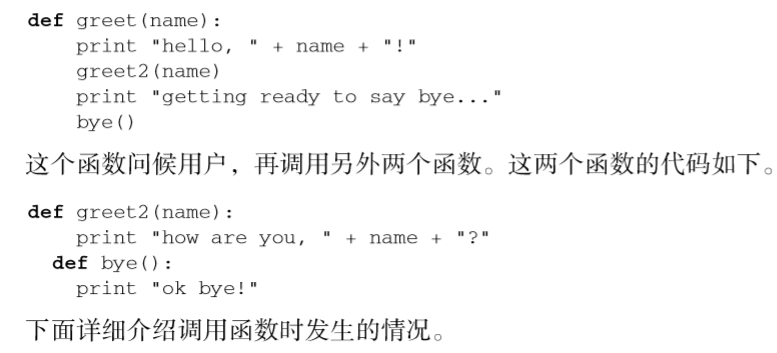 def greet(name):
    print "hello, " + name + "!"
    greet2(name)
    print "getting ready to say bye..."
    bye()
这个函数问候用户，再调用另外两个函数。这两个函数的代码如下。
def greet2(name):
    print "how are you, " + name + "?"
  def bye():
    print "ok bye!"
下面详细介绍调用函数时发生的情况。